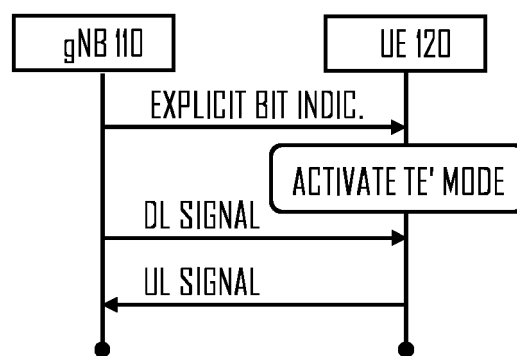 gNB 110
UE 120
EXPLICIT BIT INDIC.
ACTIVATE TE' MODE
DL SIGNAL
UL SIGNAL